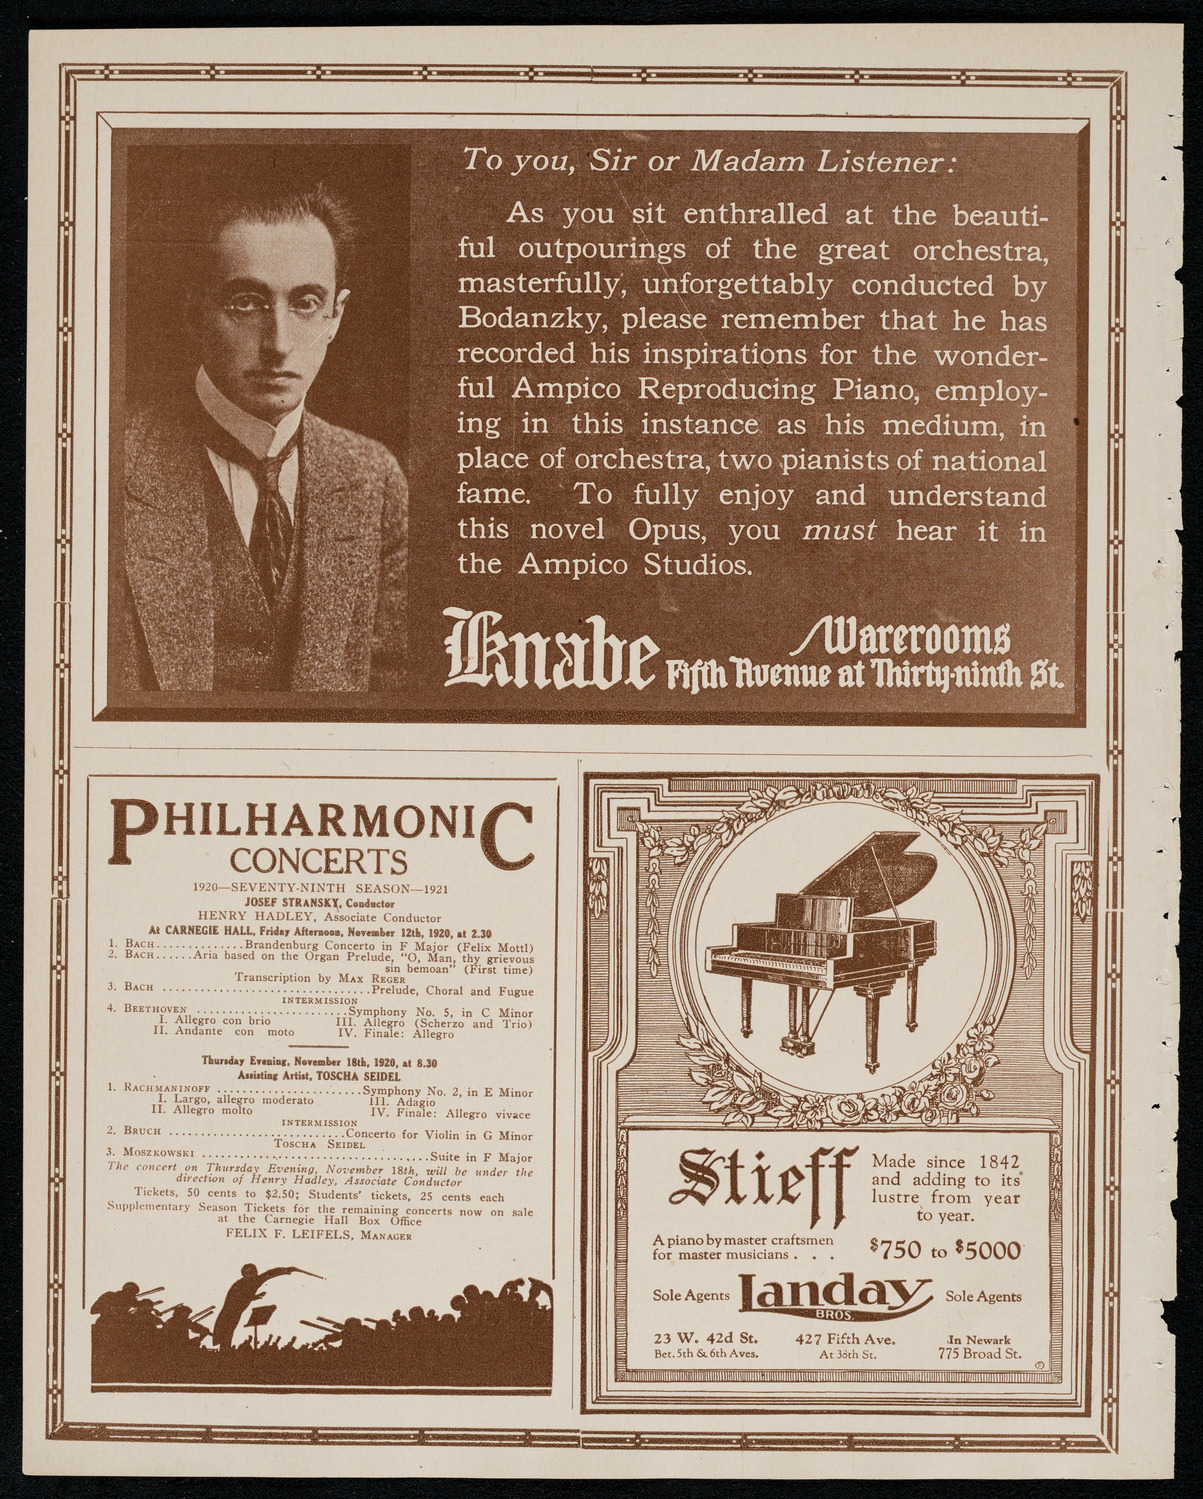 To you, Sir or Madam Listener:
As you sit enthralled at the beauti-
ful outpourings of the great orchestra,
masterfully, unforgettably conducted by
Bodanzky, please remember that he has
recorded his inspirations for the wonder-
ful Ampico Reproducing Piano, employ-
ing in this instance as his medium, in
place of orchestra, two pianists of national
fame. To fully enjoy and understand
this novel Opus, you must hear it in
the Ampico Studios.
Knabe Warerooms
Fifth Avenue at Thirty-ninth St.
PHILHARMONIC
CONCERTS
1920—SEVENTY-NINTH SEASON—1921
JOSEF STRANSKY, Conductor
HENRY HADLEY, Associate Conductor
At CARNEGIE HALL, Friday Afternoon, November 12th, 1920, at 2.30
1. BACH..............Brandenburg Concerto in F Major (Felix Mottl)
2. BACH......Aria based on the Organ Prelude, "O, Man, thy grievous
sin bemoan" (First time)
Transcription by MAX REGER
3. BACH ................................Prelude, Choral and Fugue
INTERMISSION
4. BEETHOVEN .......................Symphony No. 5, in C Minor
I. Allegro con brio III. Allegro (Scherzo and Trio)
II. Andante con moto IV. Finale: Allegro
Thursday Evening, November 18th, 1920, at 8.30
Assisting Artist, TOSCHA SEIDEL
1. RACHMANINOFF ......................Symphony No. 2, in E Minor
I. Largo, allegro moderato III. Adagio
II. Allegro molto IV. Finale: Allegro vivace
INTERMISSION
2. BRUCH ...........................Concerto for Violin in G Minor
TOSCHA SEIDEL
3. MOSZKOWSKI ...................................Suite in F Major
The concert on Thursday Evening, November 18th, will be under the
direction of Henry Hadley, Associate Conductor
Tickets, 50 cents to $2.50; Students' tickets, 25 cents each
Supplementary Season Tickets for the remaining concerts now on sale
at the Carnegie Hall Box Office
FELIX F. LEIFELS, MANAGER
Stieff
Made since 1842
and adding to its
lustre from year
to year.
A piano by master craftsmen
for master musicians . . .
$750 to $5000
Sole Agents Landay Sole Agents
BROS.
23 W. 42d St. 427 Fifth Ave. In Newark
Bet. 5th & 6th Aves. At 38th St. 775 Broad St.